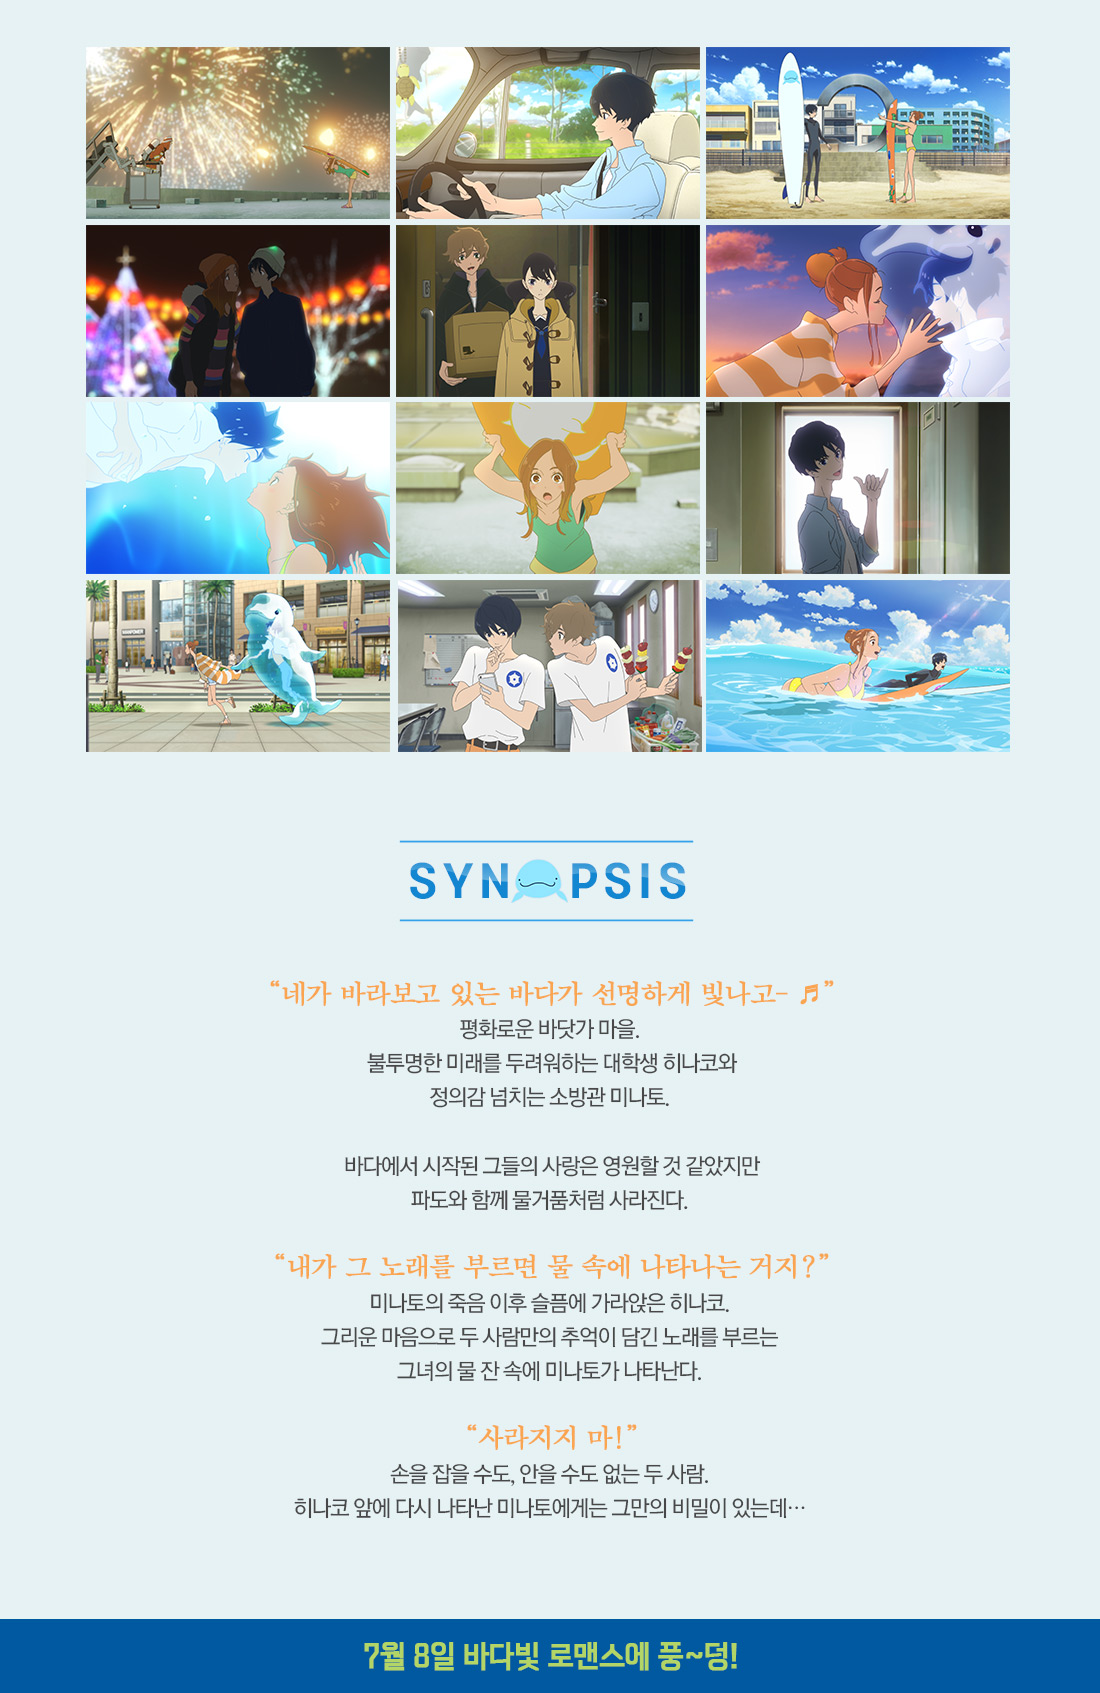 SYNOPSIS
“네가 바라보고 있는 바다가 선명하게 빛나고- ♬”
평화로운 바닷가 마을.
불투명한 미래를 두려워하는 대학생 히나코와
정의감 넘치는 소방관 미나토.
바다에서 시작된 그들의 사랑은 영원할 것 같았지만
파도와 함께 물거품처럼 사라진다.
“내가 그 노래를 부르면 물 속에 나타나는 거지?”
미나토의 죽음 이후 슬픔에 가라앉은 히나코.
그리운 마음으로 두 사람만의 추억이 담긴 노래를 부르는
그녀의 물 잔 속에 미나토가 나타난다.
“사라지지 마!”
손을 잡을 수도, 안을 수도 없는 두 사람.
히나코 앞에 다시 나타난 미나토에게는 그만의 비밀이 있는데…
7월 8일 바다빛 로맨스에 풍~덩!